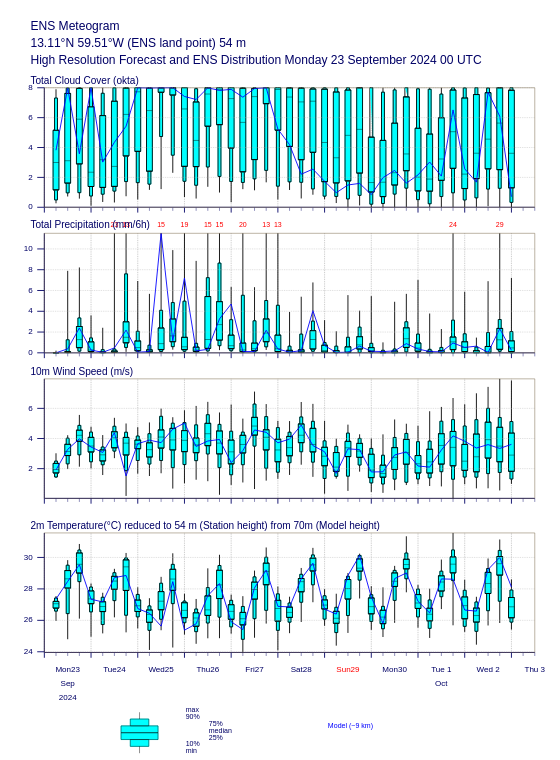 ENS Meteogram
13.11°N 59.51°W (ENS land point) 54 m
High Resolution Forecast and ENS Distribution Monday 23 September 2024 00 UTC
Total Cloud Cover (okta)
8
6
4
2
0
Total Precipitation (mm/6h)
15 19 15 15 20 13 13 24 29
10
8
6
4
2
0
10m Wind Speed (m/s)
6
4
2
2m Temperature(°C) reduced to 54 m (Station height) from 70m (Model height)
30
28
26
24
Mon23 Tue24 Wed25 Thu26 Fri27 Sat28 Sun29 Mon30 Tue 1 Wed 2 Thu 3
Sep Oct
2024
max
90%
75%
median
25%
10%
min
Model (~9 km)